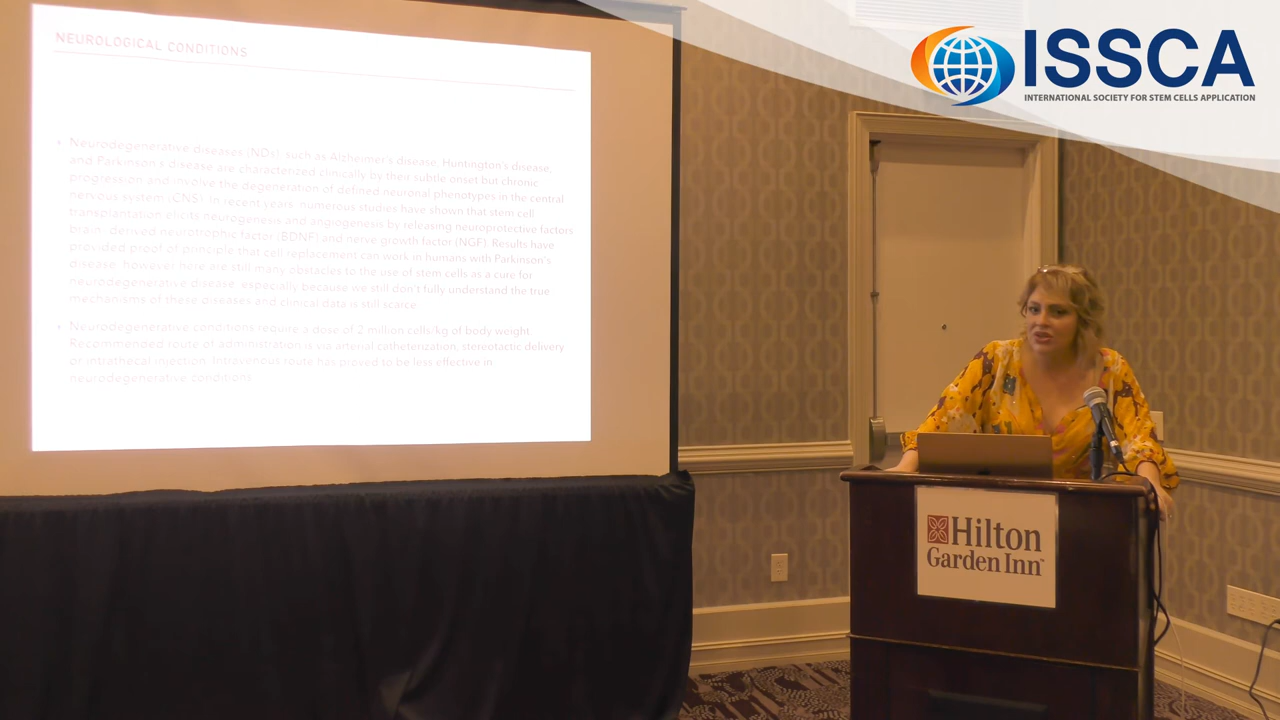 NEUROLOGICAL CONDITIONS
Neurodegenerative diseases (NDs), such as Alzheimer's disease, Huntington's disease,
and Parkinson's disease are characterized clinically by their subtle onset but chronic
progression and involve the degeneration of defined neuronal phenotypes in the central
nervous system (CNS). In recent years, numerous studies have shown that stem cell
transplantation elicits neurogenesis and angiogenesis by releasing neuroprotective factors
brain- derived neurotrophic factor (BDNF) and nerve growth factor (NGF). Results have
provided proof of principle that cell replacement can work in humans with Parkinson's
disease, however here are still many obstacles to the use of stem cells as a cure for
neurodegenerative disease, especially because we still don't fully understand the true
mechanisms of these diseases and clinical data is still scarce.
Neurodegenerative conditions require a dose of 2 million cells/kg of body weight.
Recommended route of administration is via arterial catheterization, stereotactic delivery
or intrathecal injection. Intravenous route has proved to be less effective in
neurodegenerative conditions.
ISSCA
INTERNATIONAL SOCIETY FOR STEM CELLS APPLICATION
Hilton
Garden Inn™